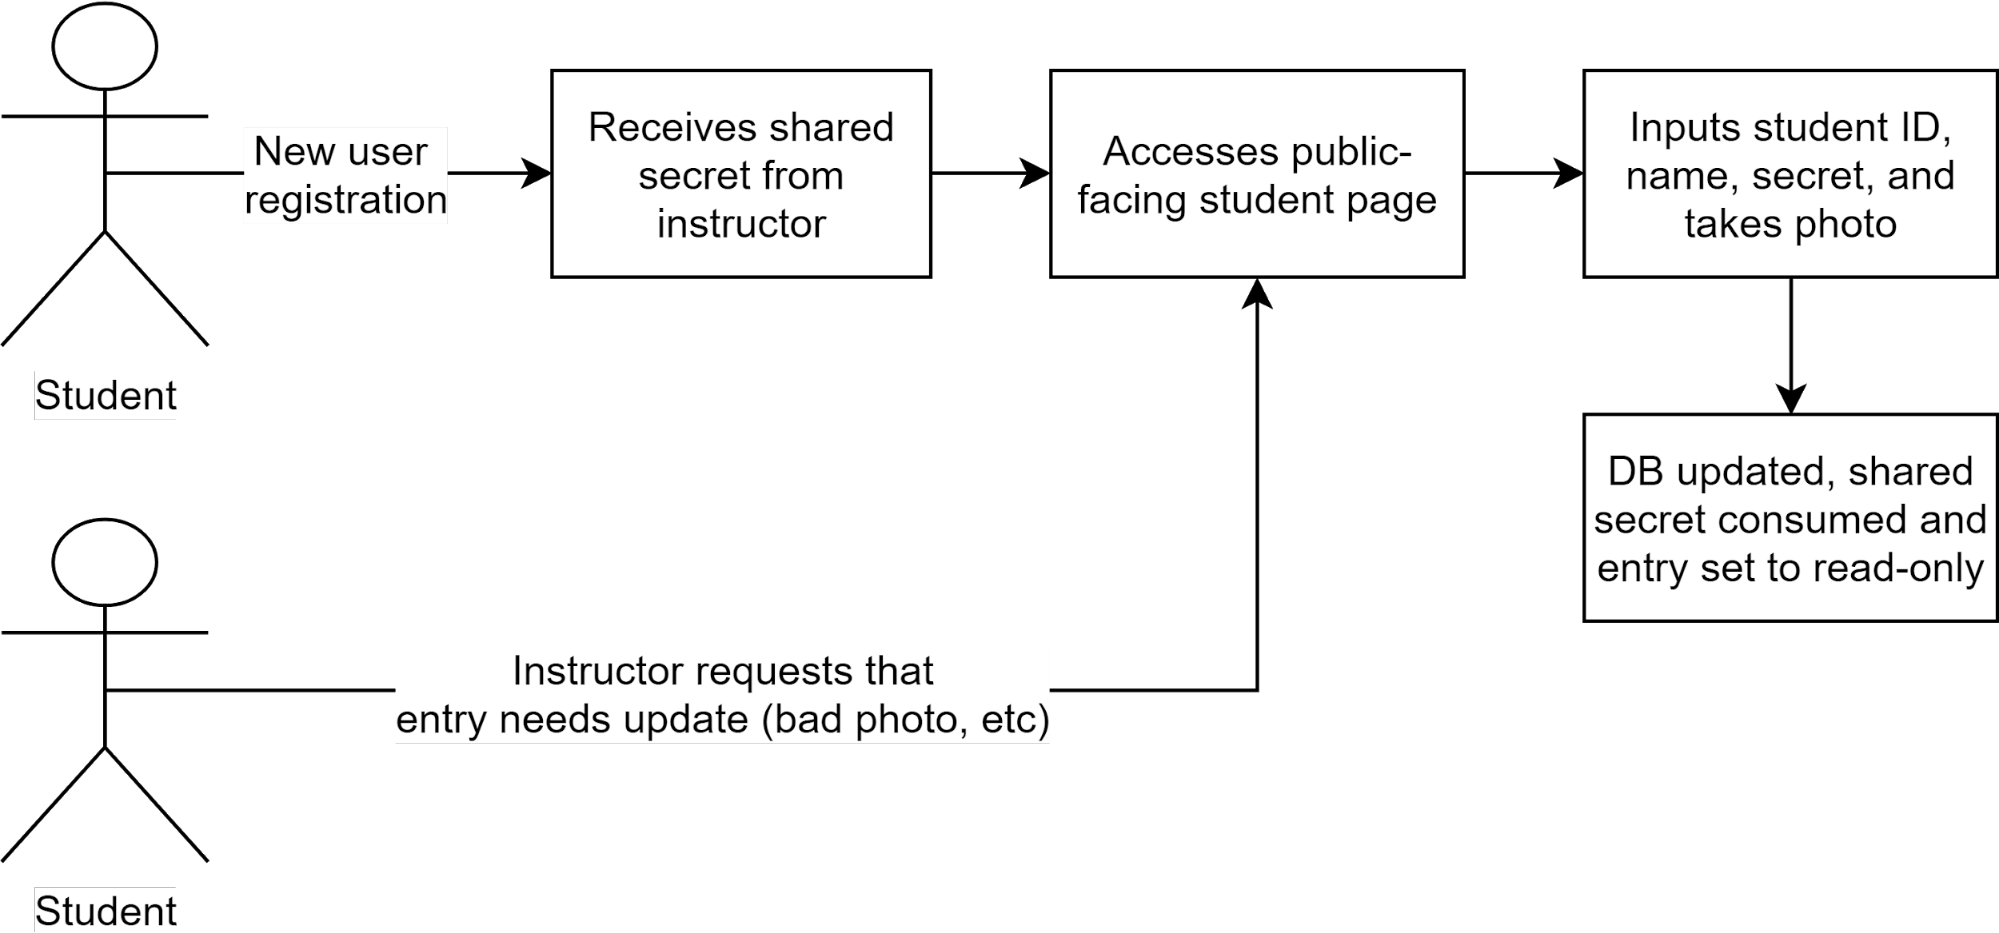 New user
registration
Receives shared
secret from
instructor
Accesses public-
facing student page
Inputs student ID,
name, secret, and
takes photo
Student
DB updated, shared
secret consumed and
entry set to read-only
Instructor requests that
entry needs update (bad photo, etc)
Student